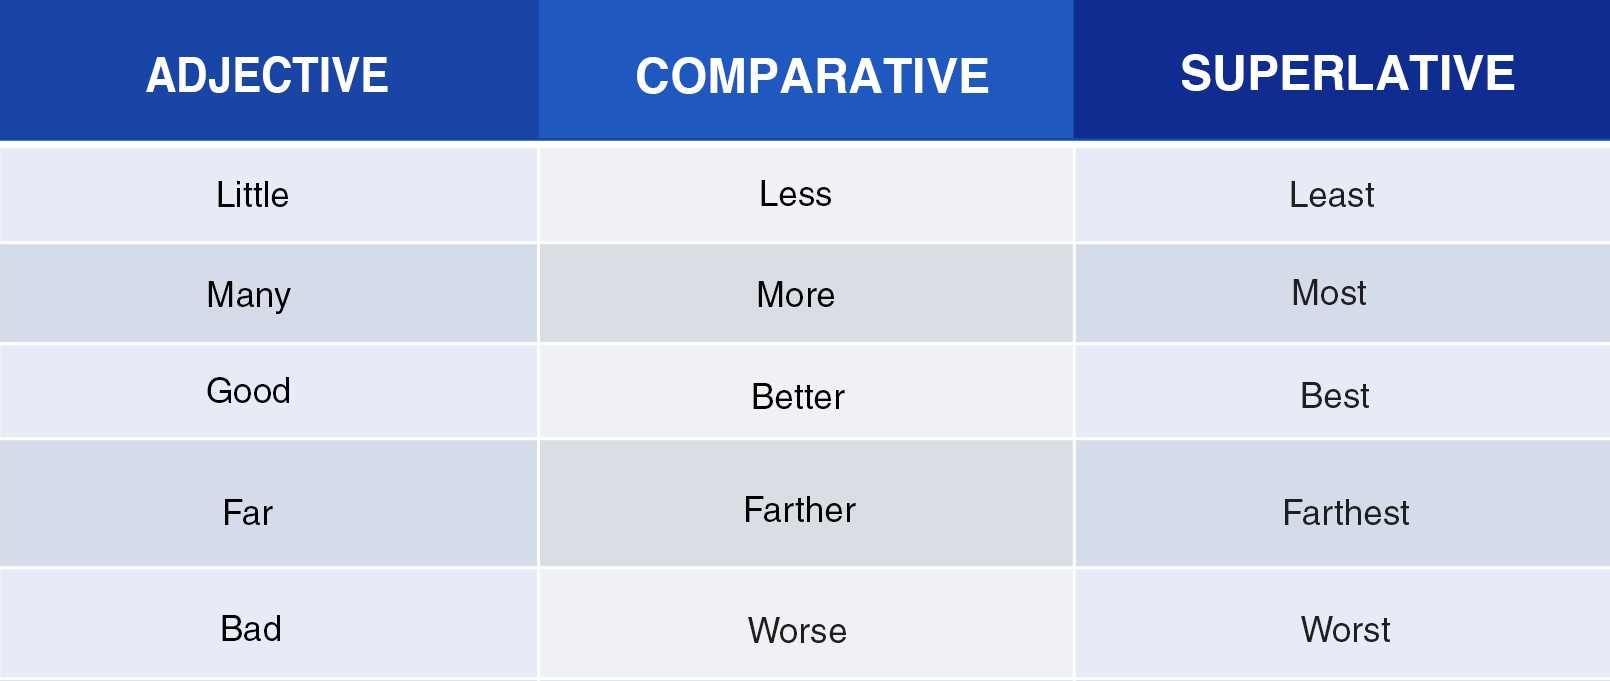 ADJECTIVE COMPARATIVE SUPERLATIVE
Little Less Least
Many More Most
Good Better Best
Far Farther Farthest
Bad Worse Worst